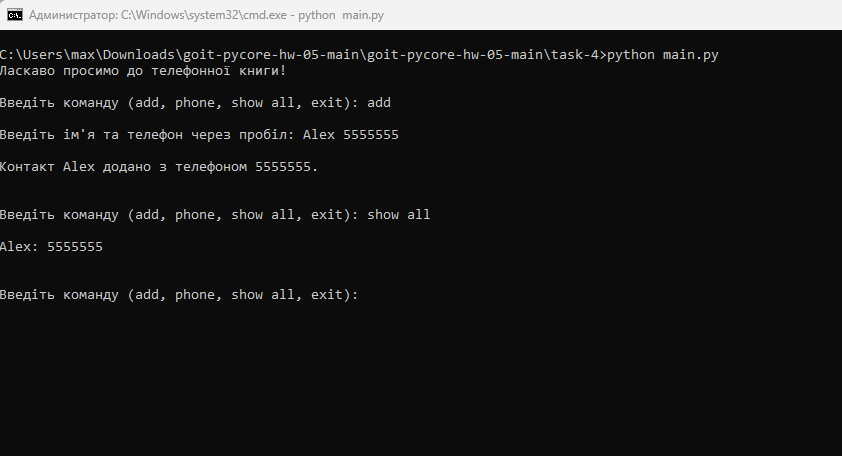 Администратор: C:\Windows\system32\cmd.exe - python  main.py
C:\Users\max\Downloads\goit-pycore-hw-05-main\goit-pycore-hw-05-main\task-4>python main.py
Ласкаво просимо до телефонної книги!
Введіть команду (add, phone, show all, exit): add
Введіть ім'я та телефон через пробіл: Alex 5555555
Контакт Alex додано з телефоном 5555555.
Введіть команду (add, phone, show all, exit): show all
Alex: 5555555
Введіть команду (add, phone, show all, exit):